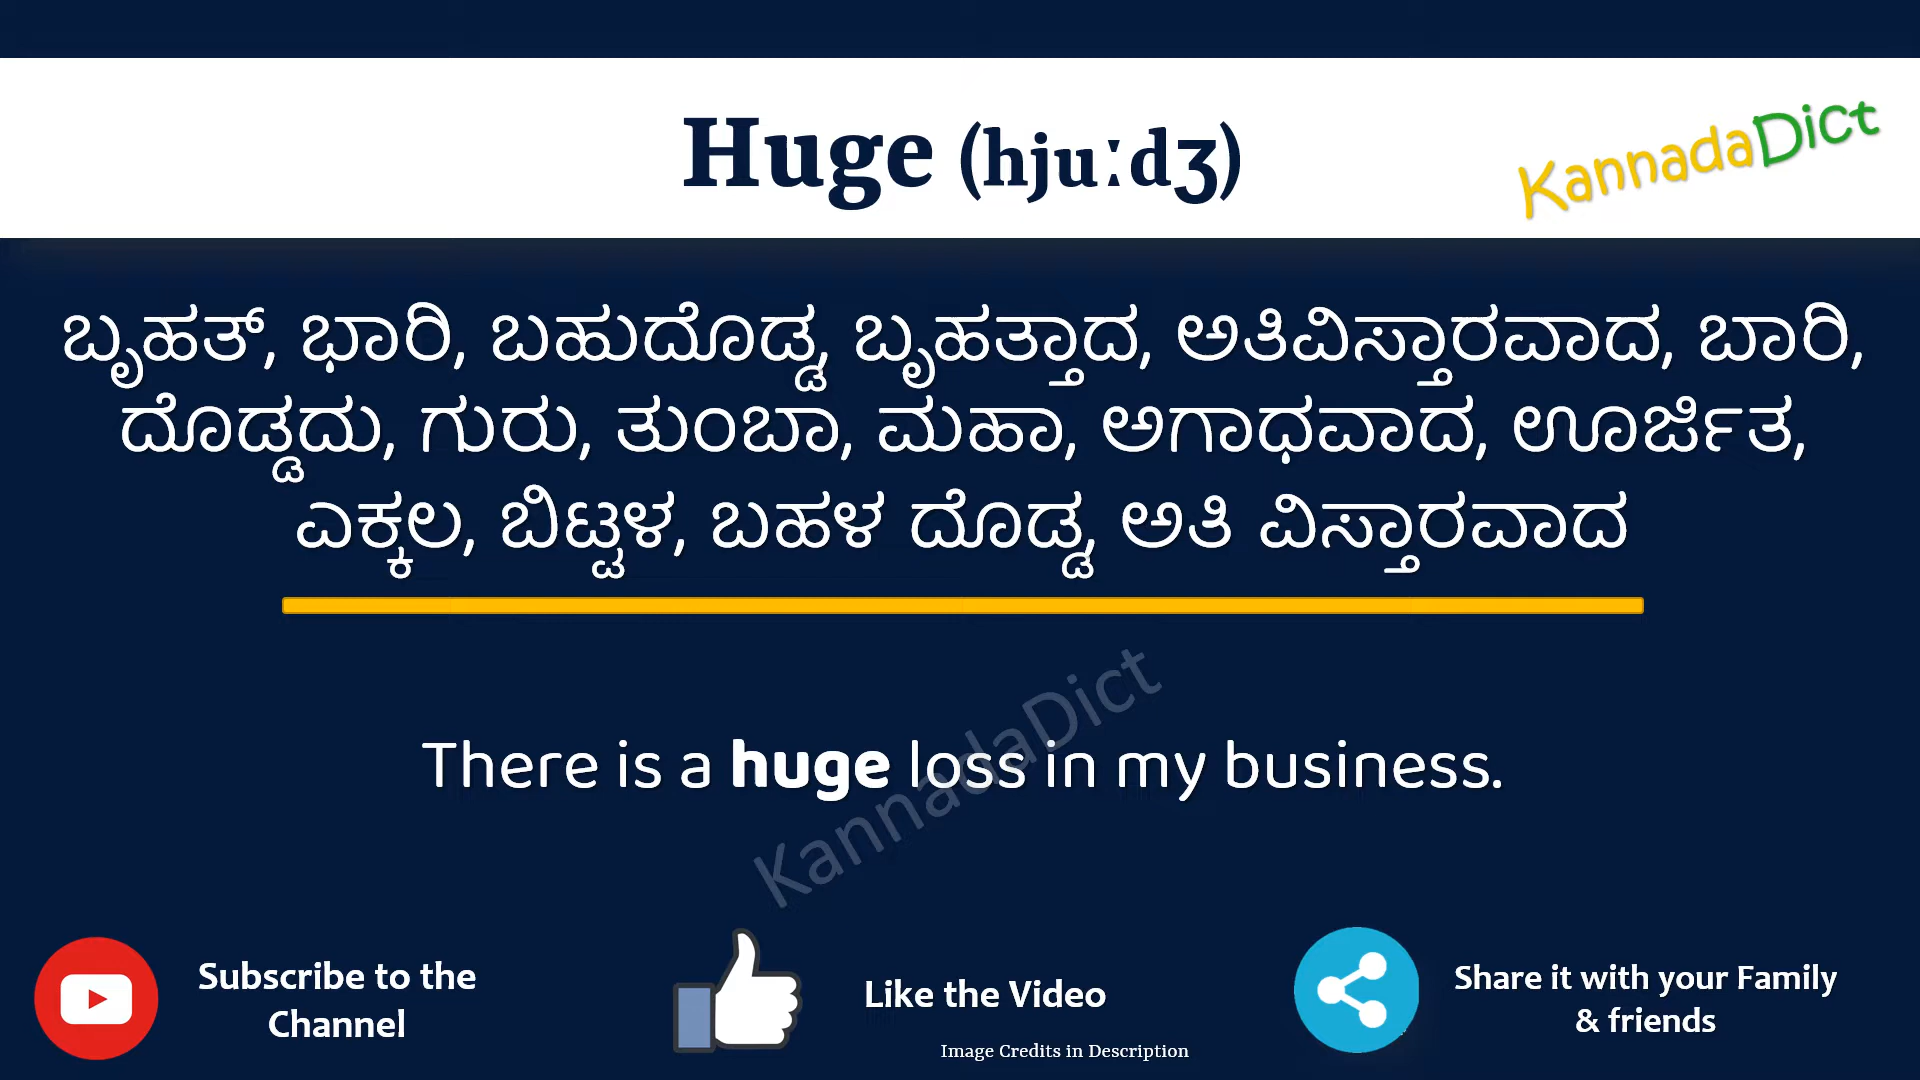 Huge (hjuːdʒ)
KannadaDict
ಬೃಹತ್, ಭಾರಿ, ಬಹುದೊಡ್ಡ, ಬೃಹತ್ತಾದ, ಅತಿವಿಸ್ತಾರವಾದ, ಬಾರಿ,
ದೊಡ್ಡದು, ಗುರು, ತುಂಬಾ, ಮಹಾ, ಅಗಾಧವಾದ, ಊರ್ಜಿತ,
ಎಕ್ಕಲ, ಬಿಟ್ಟಳ, ಬಹಳ ದೊಡ್ಡ, ಅತಿ ವಿಸ್ತಾರವಾದ
There is a huge loss in my business.
KannadaDict
Subscribe to the
Channel
Like the Video
Share it with your Family
& friends
Image Credits in Description